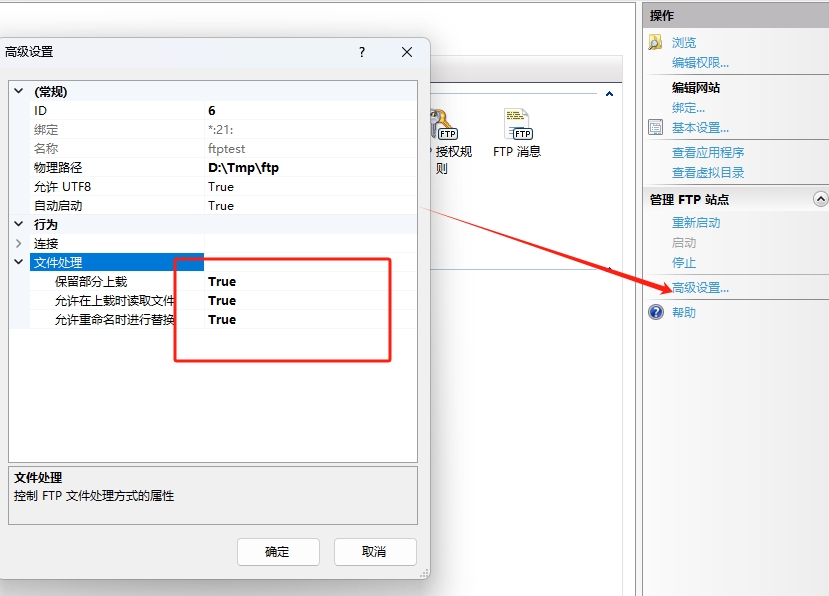 高级设置
?
(常规)
ID 6
绑定 *:21:
名称 ftptest
物理路径 D:\Tmp\ftp
允许 UTF8 True
自动启动 True
行为
连接
文件处理
保留部分上载 True
允许在上载时读取文件 True
允许重命名时进行替换 True
文件处理
控制 FTP 文件处理方式的属性
确定
取消
FTP
授权规
则
FTP
FTP 消息
操作
浏览
编辑权限...
编辑网站
绑定...
基本设置...
查看应用程序
查看虚拟目录
管理 FTP 站点
重新启动
启动
停止
高级设置...
?
帮助